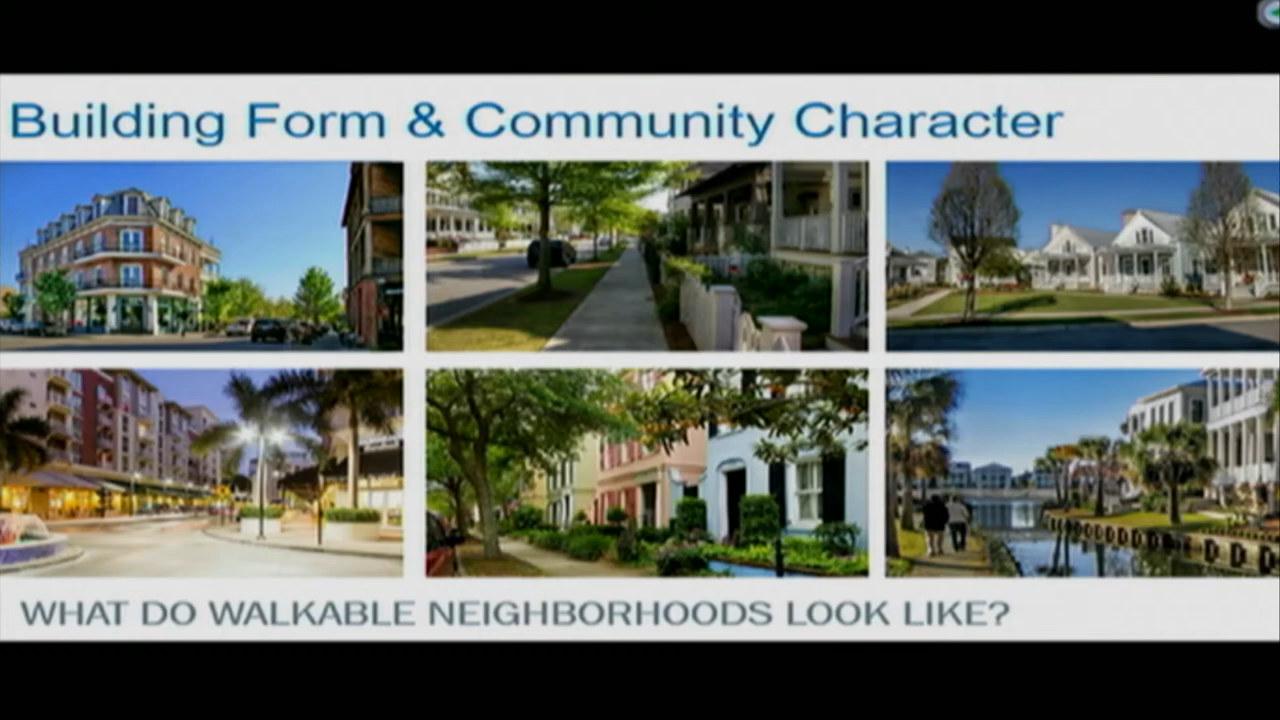 Building Form & Community Character
WHAT DO WALKABLE NEIGHBORHOODS LOOK LIKE?